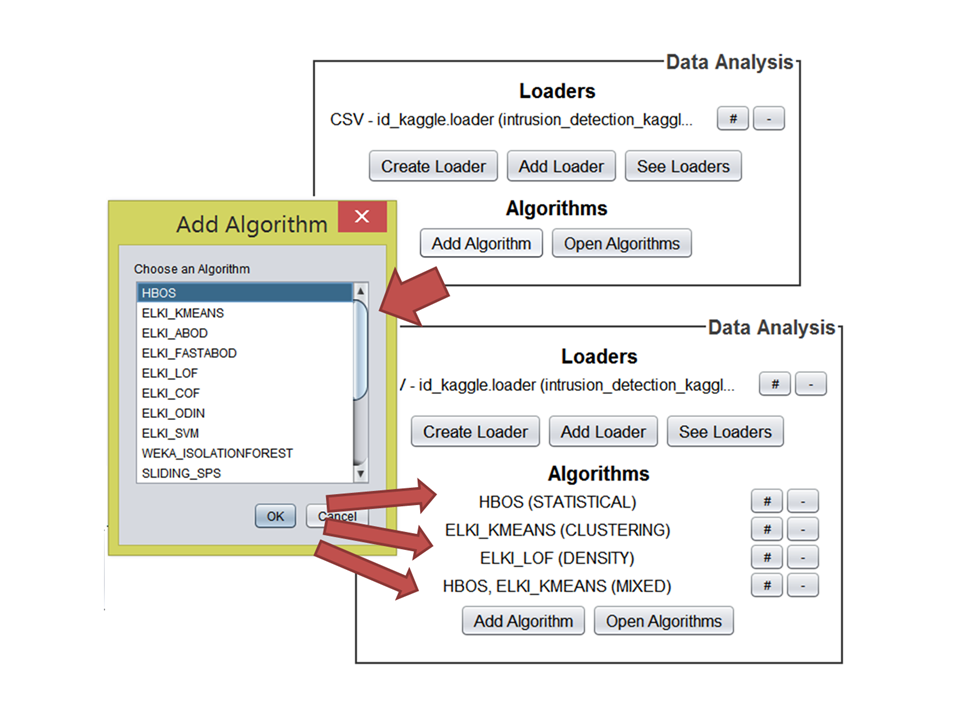 Data Analysis
Loaders
CSV - id_kaggle.loader (intrusion_detection_kaggl...
#
-
Create Loader
Add Loader
See Loaders
Algorithms
Add Algorithm
Open Algorithms
Add Algorithm
Choose an Algorithm
HBOS
ELKI_KMEANS
ELKI_ABOD
ELKI_FASTABOD
ELKI_LOF
ELKI_COF
ELKI_ODIN
ELKI_SVM
WEKA_ISOLATIONFOREST
SLIDING_SPS
OK
Cancel
Data Analysis
Loaders
/ - id_kaggle.loader (intrusion_detection_kaggl...
#
-
Create Loader
Add Loader
See Loaders
Algorithms
HBOS (STATISTICAL)
#
-
ELKI_KMEANS (CLUSTERING)
#
-
ELKI_LOF (DENSITY)
#
-
HBOS, ELKI_KMEANS (MIXED)
#
-
Add Algorithm
Open Algorithms